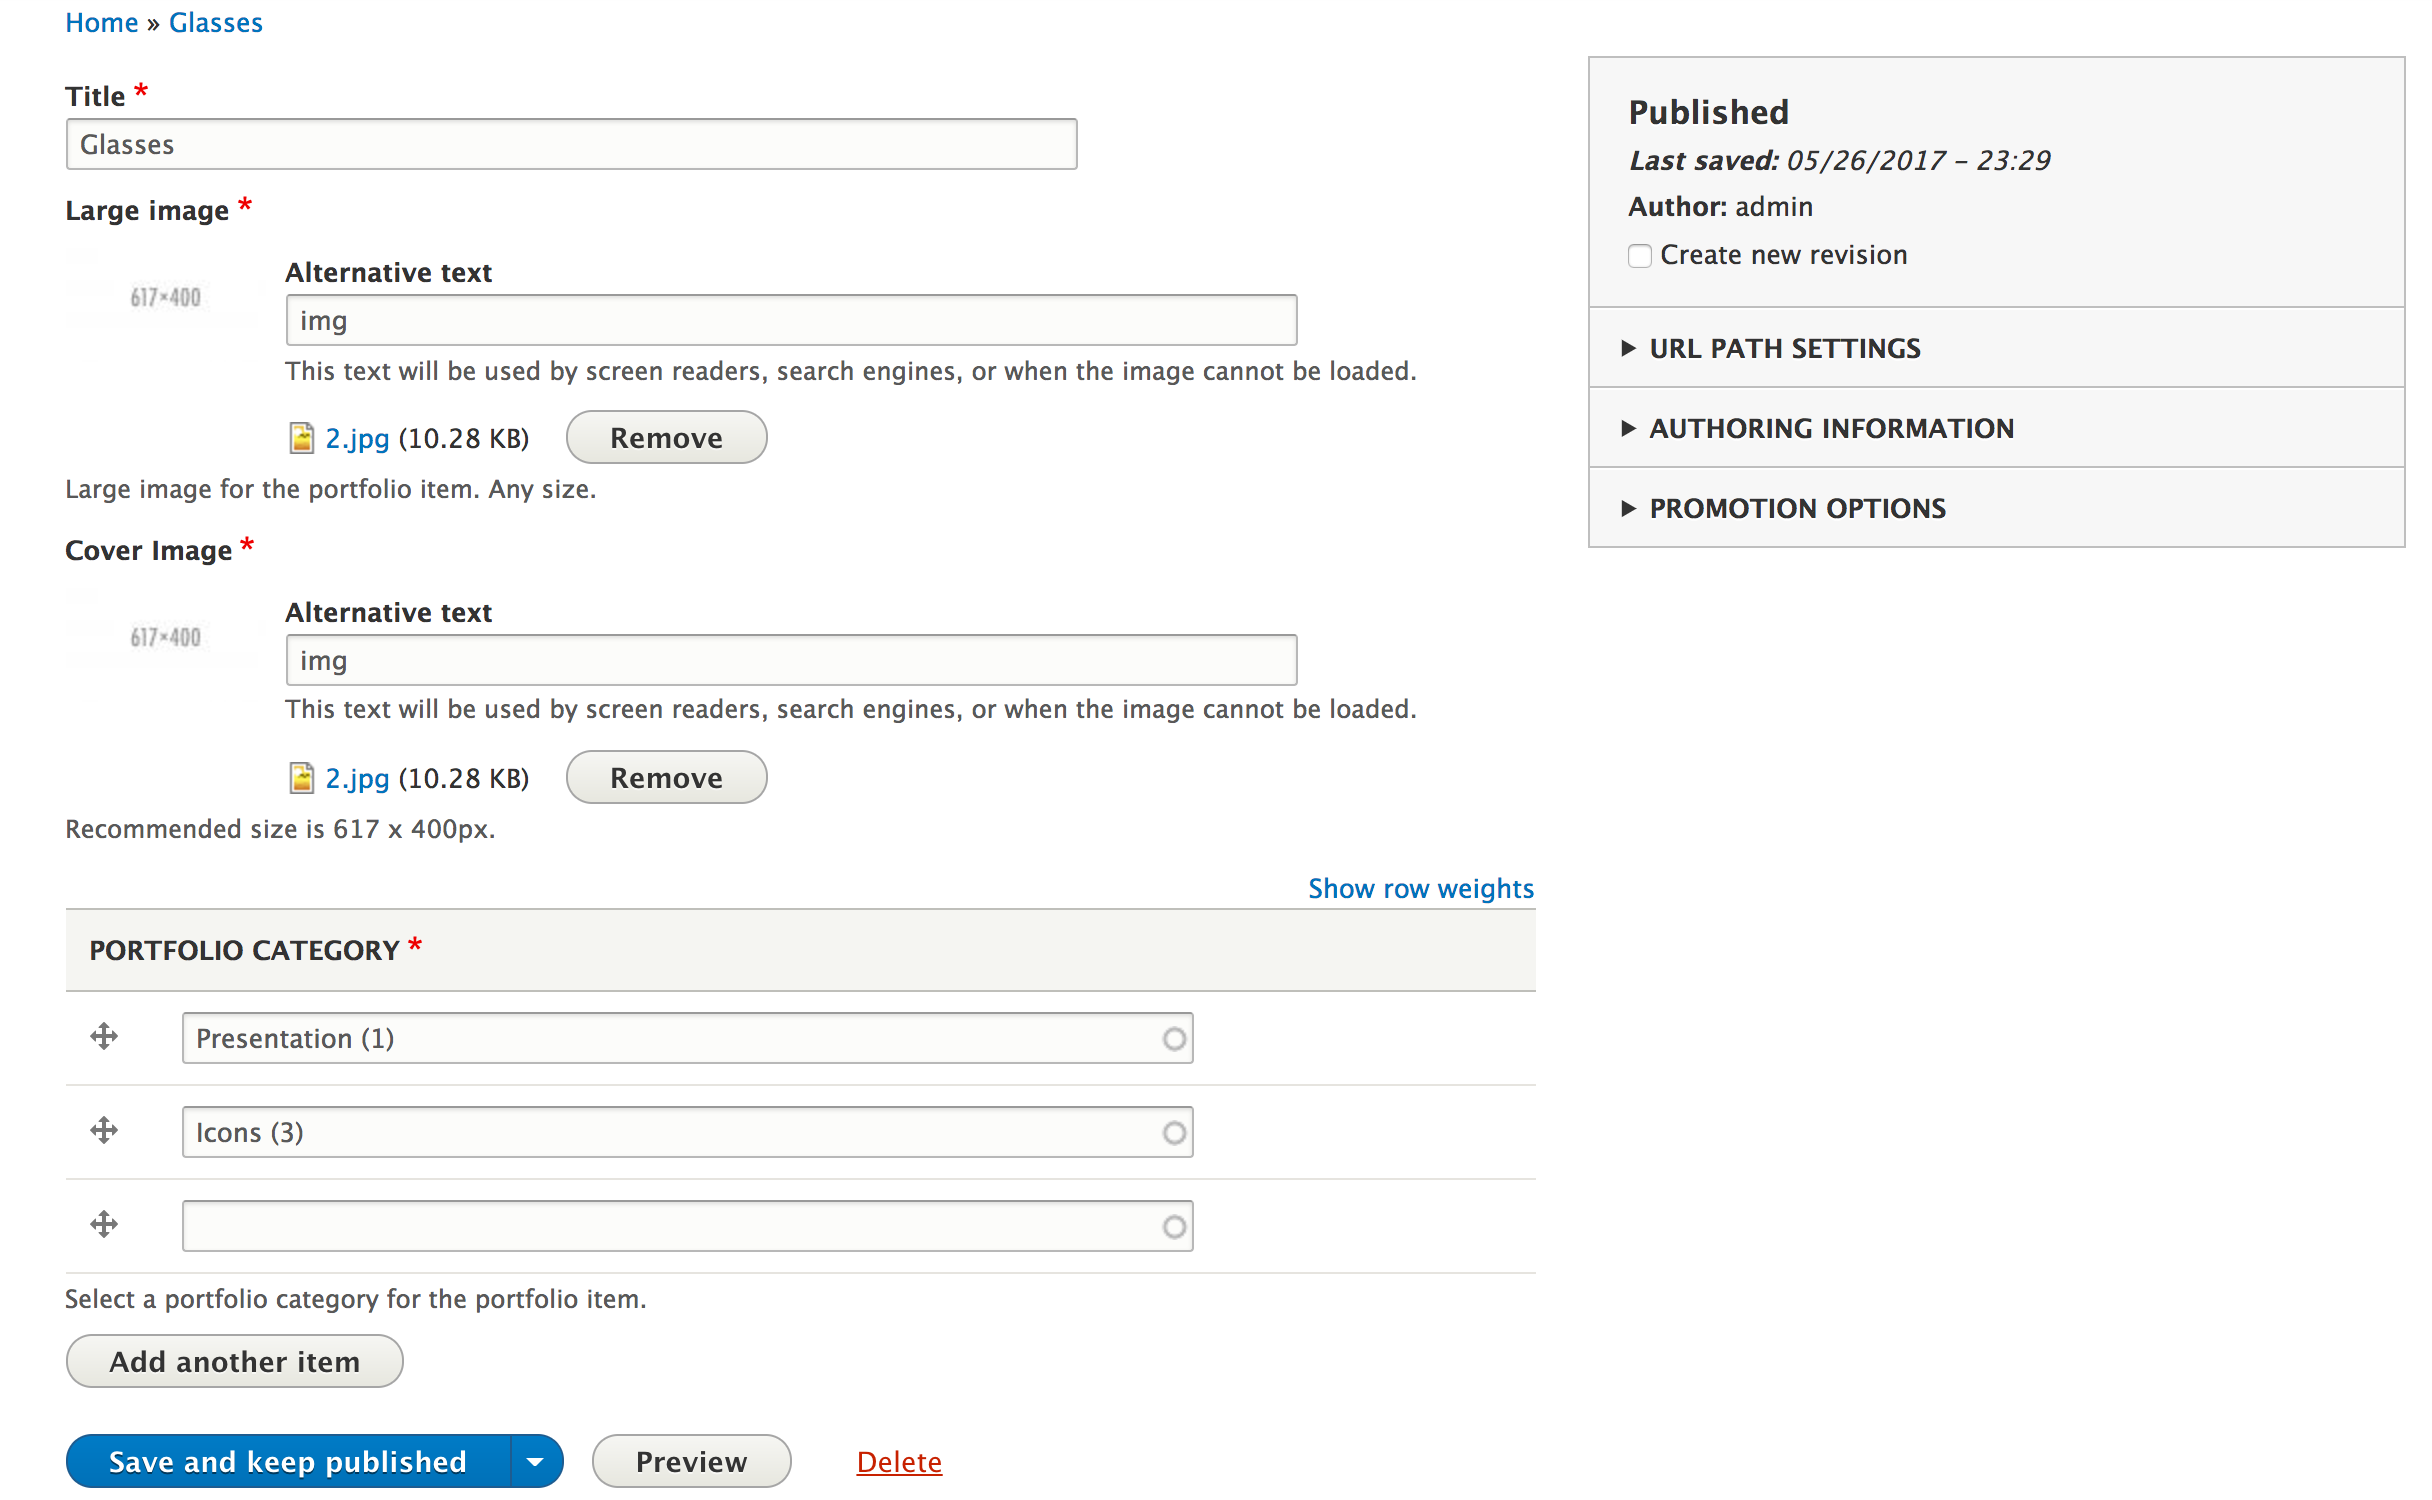 Home » Glasses
Title *
Glasses
Large image *
617×400
Alternative text
img
This text will be used by screen readers, search engines, or when the image cannot be loaded.
2.jpg (10.28 KB) Remove
Large image for the portfolio item. Any size.
Cover Image *
617×400
Alternative text
img
This text will be used by screen readers, search engines, or when the image cannot be loaded.
2.jpg (10.28 KB) Remove
Recommended size is 617 x 400px.
Show row weights
PORTFOLIO CATEGORY *
Presentation (1)
Icons (3)
Select a portfolio category for the portfolio item.
Add another item
Save and keep published Preview Delete
Published
Last saved: 05/26/2017 – 23:29
Author: admin
Create new revision
URL PATH SETTINGS
AUTHORING INFORMATION
PROMOTION OPTIONS